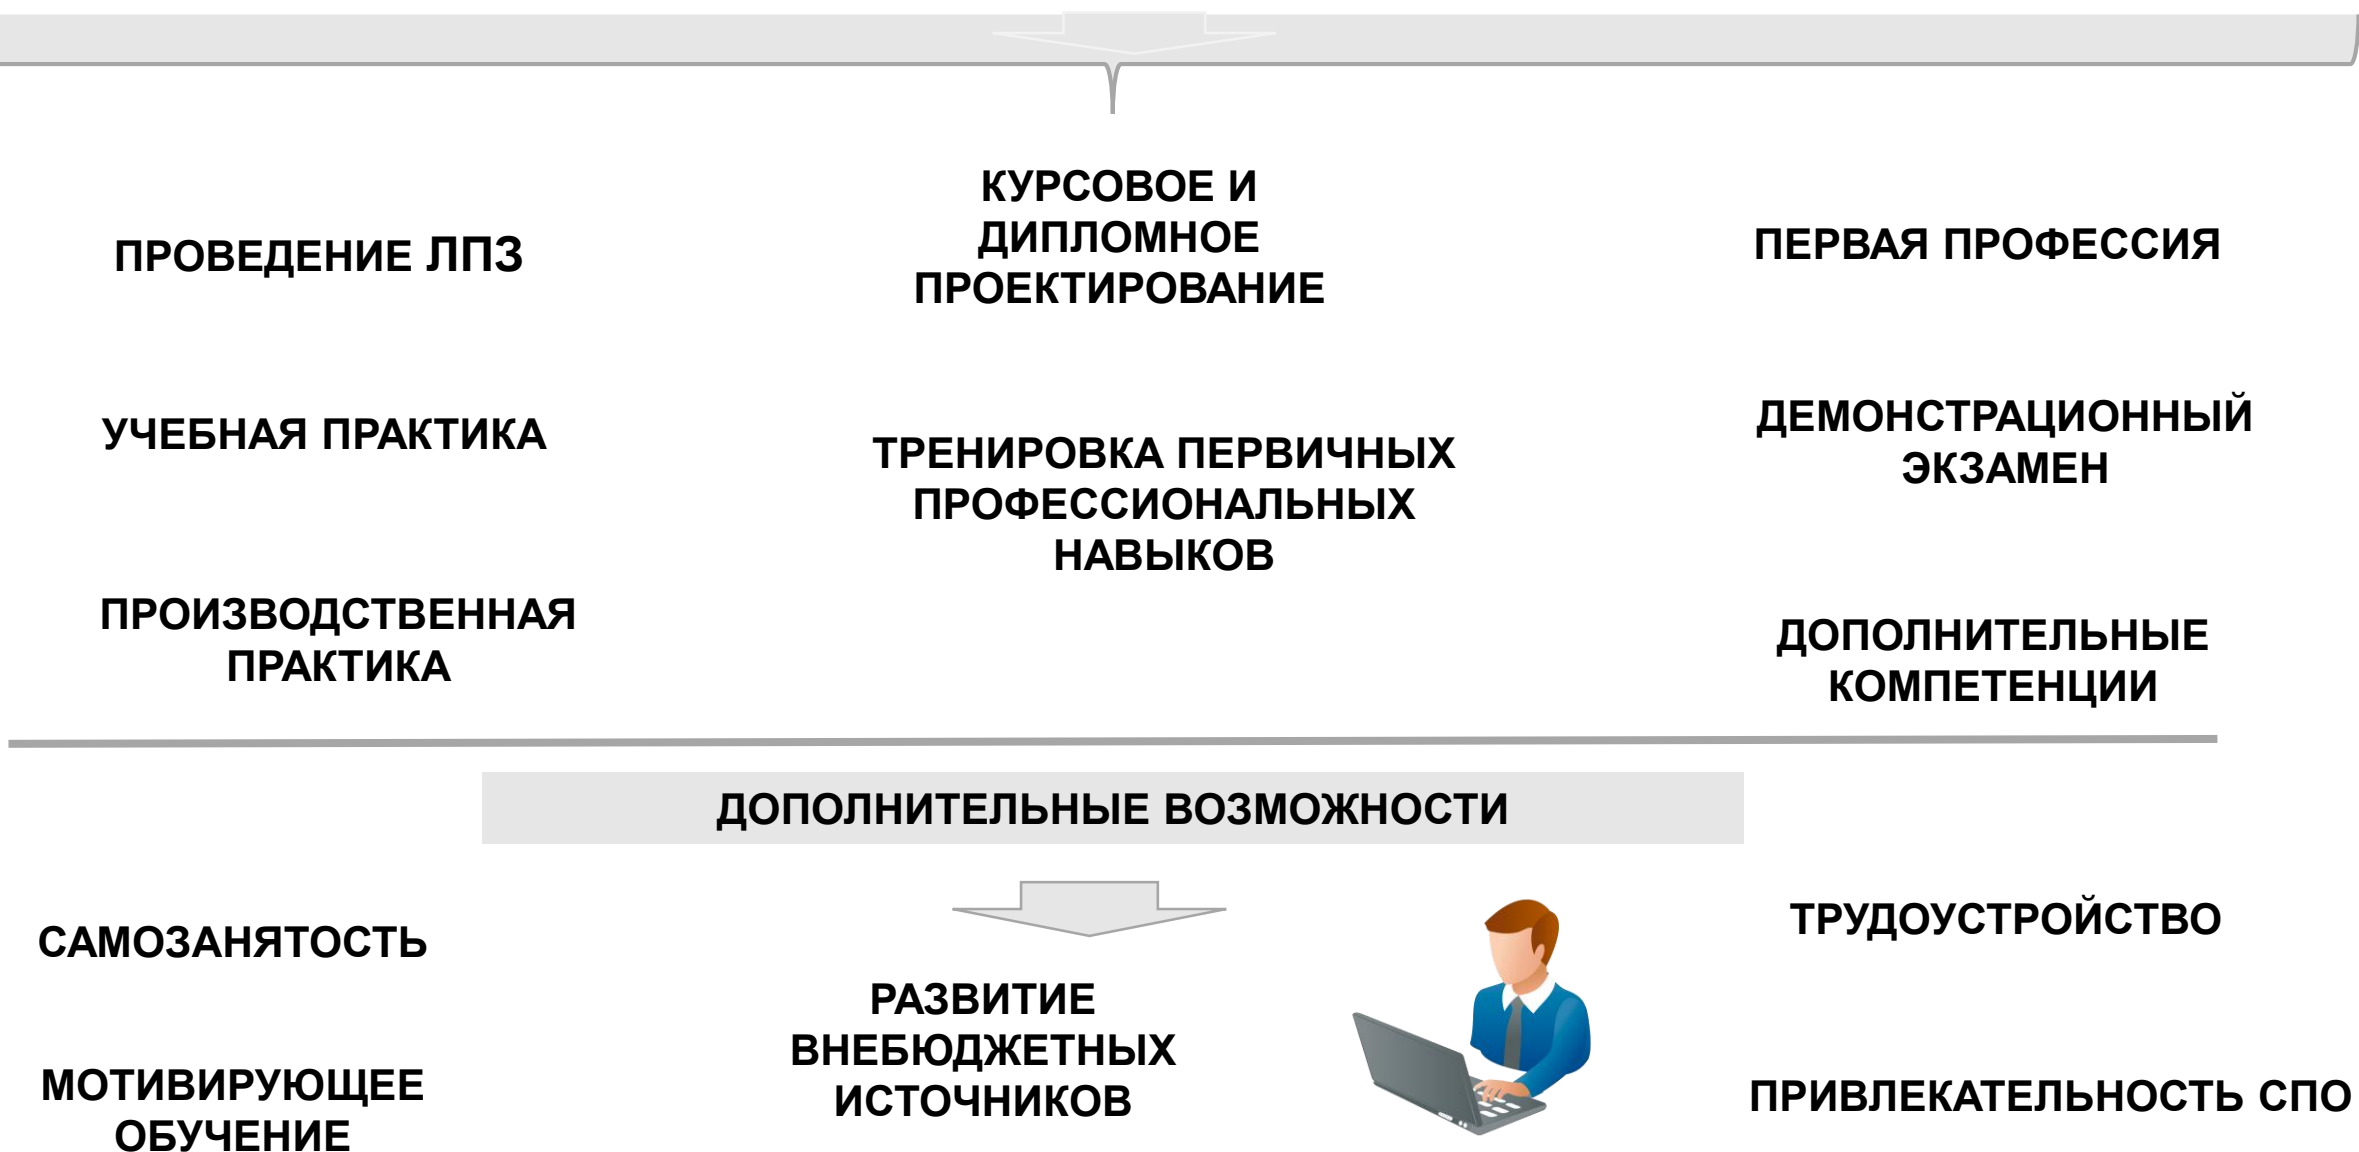 ПРОВЕДЕНИЕ ЛПЗ
УЧЕБНАЯ ПРАКТИКА
ПРОИЗВОДСТВЕННАЯ
ПРАКТИКА
КУРСОВОЕ И
ДИПЛОМНОЕ
ПРОЕКТИРОВАНИЕ
ТРЕНИРОВКА ПЕРВИЧНЫХ
ПРОФЕССИОНАЛЬНЫХ
НАВЫКОВ
ПЕРВАЯ ПРОФЕССИЯ
ДЕМОНСТРАЦИОННЫЙ
ЭКЗАМЕН
ДОПОЛНИТЕЛЬНЫЕ
КОМПЕТЕНЦИИ
ДОПОЛНИТЕЛЬНЫЕ ВОЗМОЖНОСТИ
САМОЗАНЯТОСТЬ
МОТИВИРУЮЩЕЕ
ОБУЧЕНИЕ
РАЗВИТИЕ
ВНЕБЮДЖЕТНЫХ
ИСТОЧНИКОВ
ТРУДОУСТРОЙСТВО
ПРИВЛЕКАТЕЛЬНОСТЬ СПО